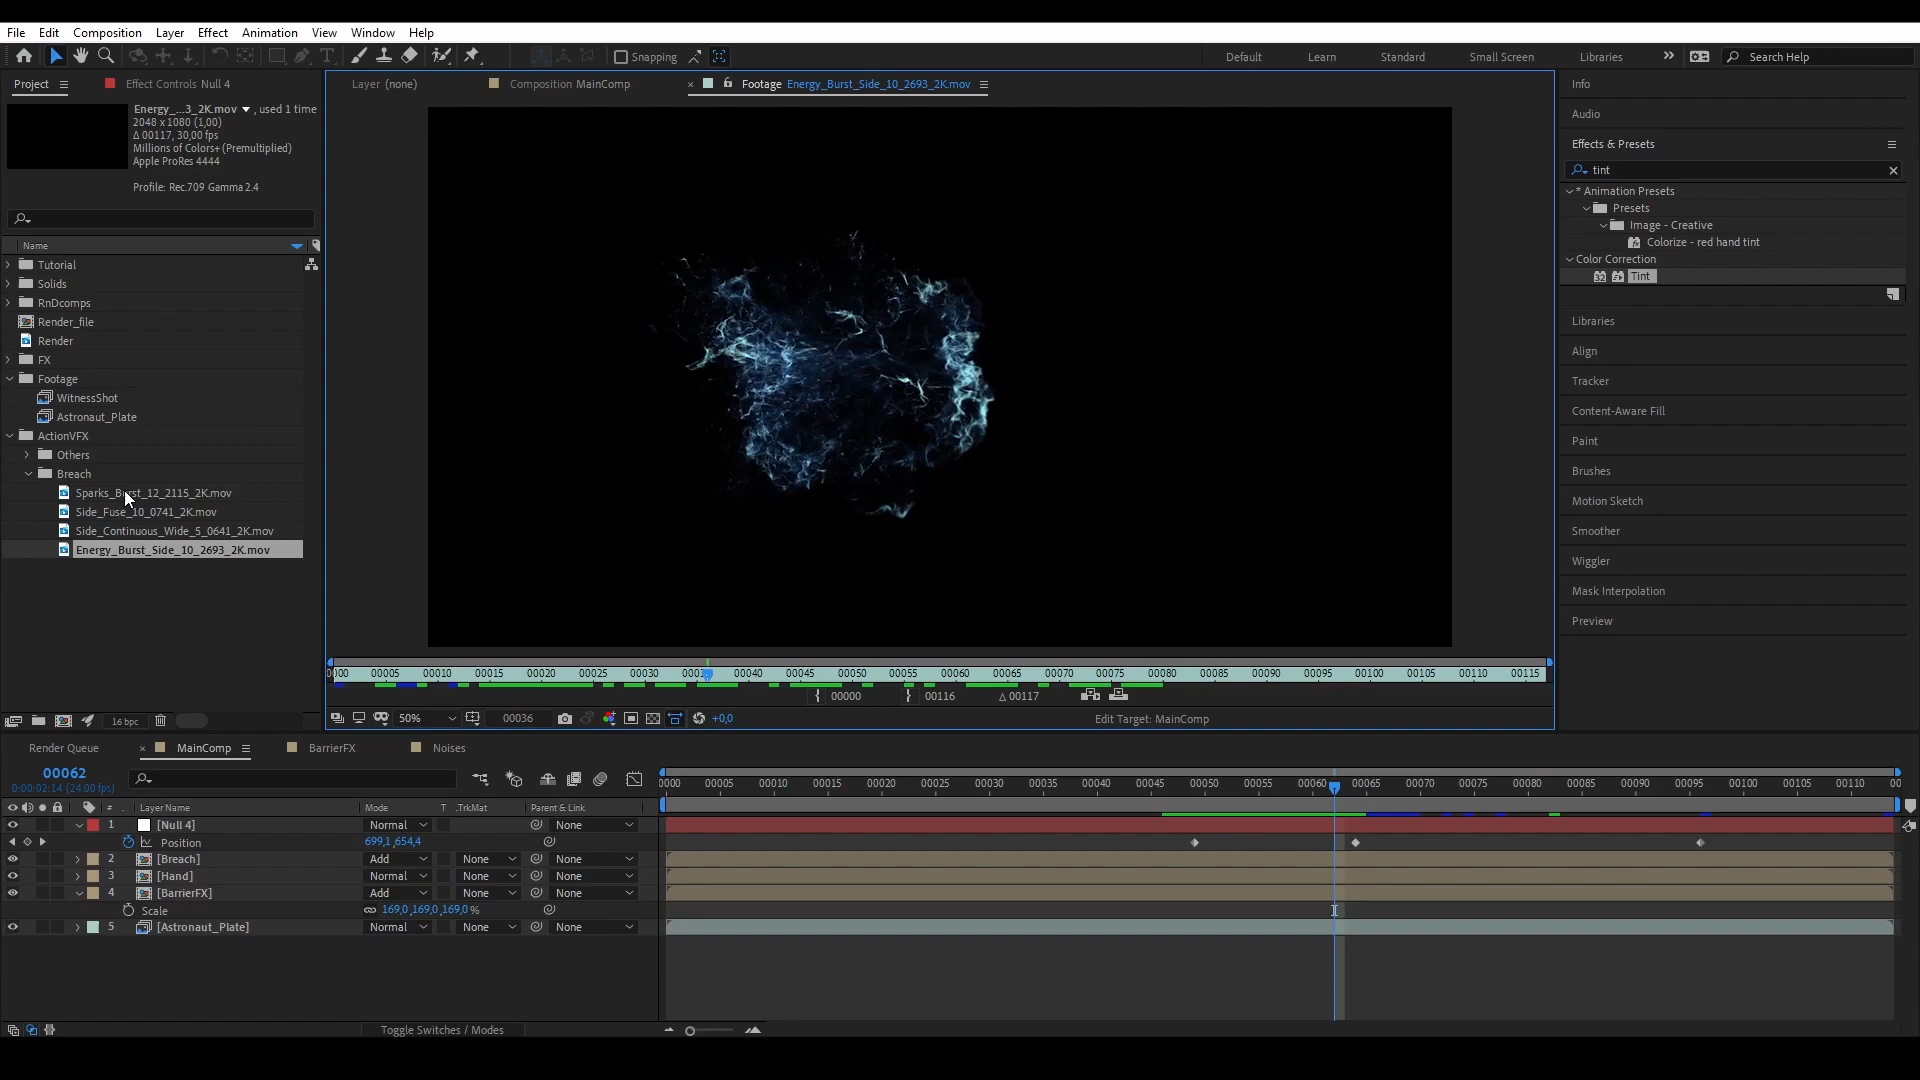 File Edit Composition Layer Effect Animation View Window Help
Snapping
Default Learn Standard Small Screen Libraries Search Help
Project Effect Controls Null 4
Layer (none) Composition MainComp Footage Energy_Burst_Side_10_2693_2K.mov
Energy_...3_2K.mov , used 1 time
2048 x 1080 (1,00)
Δ 00117, 30,00 fps
Millions of Colors+ (Premultiplied)
Apple ProRes 4444
Profile: Rec.709 Gamma 2.4
Name
Tutorial
Solids
RnDcomps
Render_file
Render
FX
Footage
WitnessShot
Astronaut_Plate
ActionVFX
Others
Breach
Sparks_Burst_12_2115_2K.mov
Side_Fuse_10_0741_2K.mov
Side_Continuous_Wide_5_0641_2K.mov
Energy_Burst_Side_10_2693_2K.mov
16 bpc
Info
Audio
Effects & Presets
tint
* Animation Presets
Presets
Image - Creative
Colorize - red hand tint
Color Correction
32 Tint
Libraries
Align
Tracker
Content-Aware Fill
Paint
Brushes
Motion Sketch
Smoother
Wiggler
Mask Interpolation
Preview
0000 00005 00010 00015 00020 00025 00030 00040 00045 00050 00055 00060 00065 00070 00075 00080 00085 00090 00095 00100 00105 00110 00115
00000 00116 Δ 00117
50% 00036 +0,0 Edit Target: MainComp
Render Queue MainComp BarrierFX Noises
00062
0:00:02:14 (24.00 fps)
0000 00005 00010 00015 00020 00025 00030 00035 00040 00045 00050 00055 00060 00065 00070 00075 00080 00085 00090 00095 00100 00105 00110 00
# Layer Name Mode T .TrkMat Parent & Link
1 [Null 4] Normal None
Position 699,1,654,4
2 [Breach] Add None None
3 [Hand] Normal None None
4 [BarrierFX] Add None None
Scale 169,0,169,0,169,0 %
5 [Astronaut_Plate] Normal None None
Toggle Switches / Modes